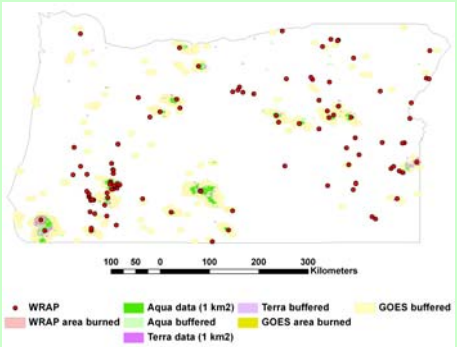 100 50 0 100 200 300
Kilometers
WRAP Aqua data (1 km2) Terra buffered GOES buffered
WRAP area burned Aqua buffered GOES area burned
Terra data (1 km2)